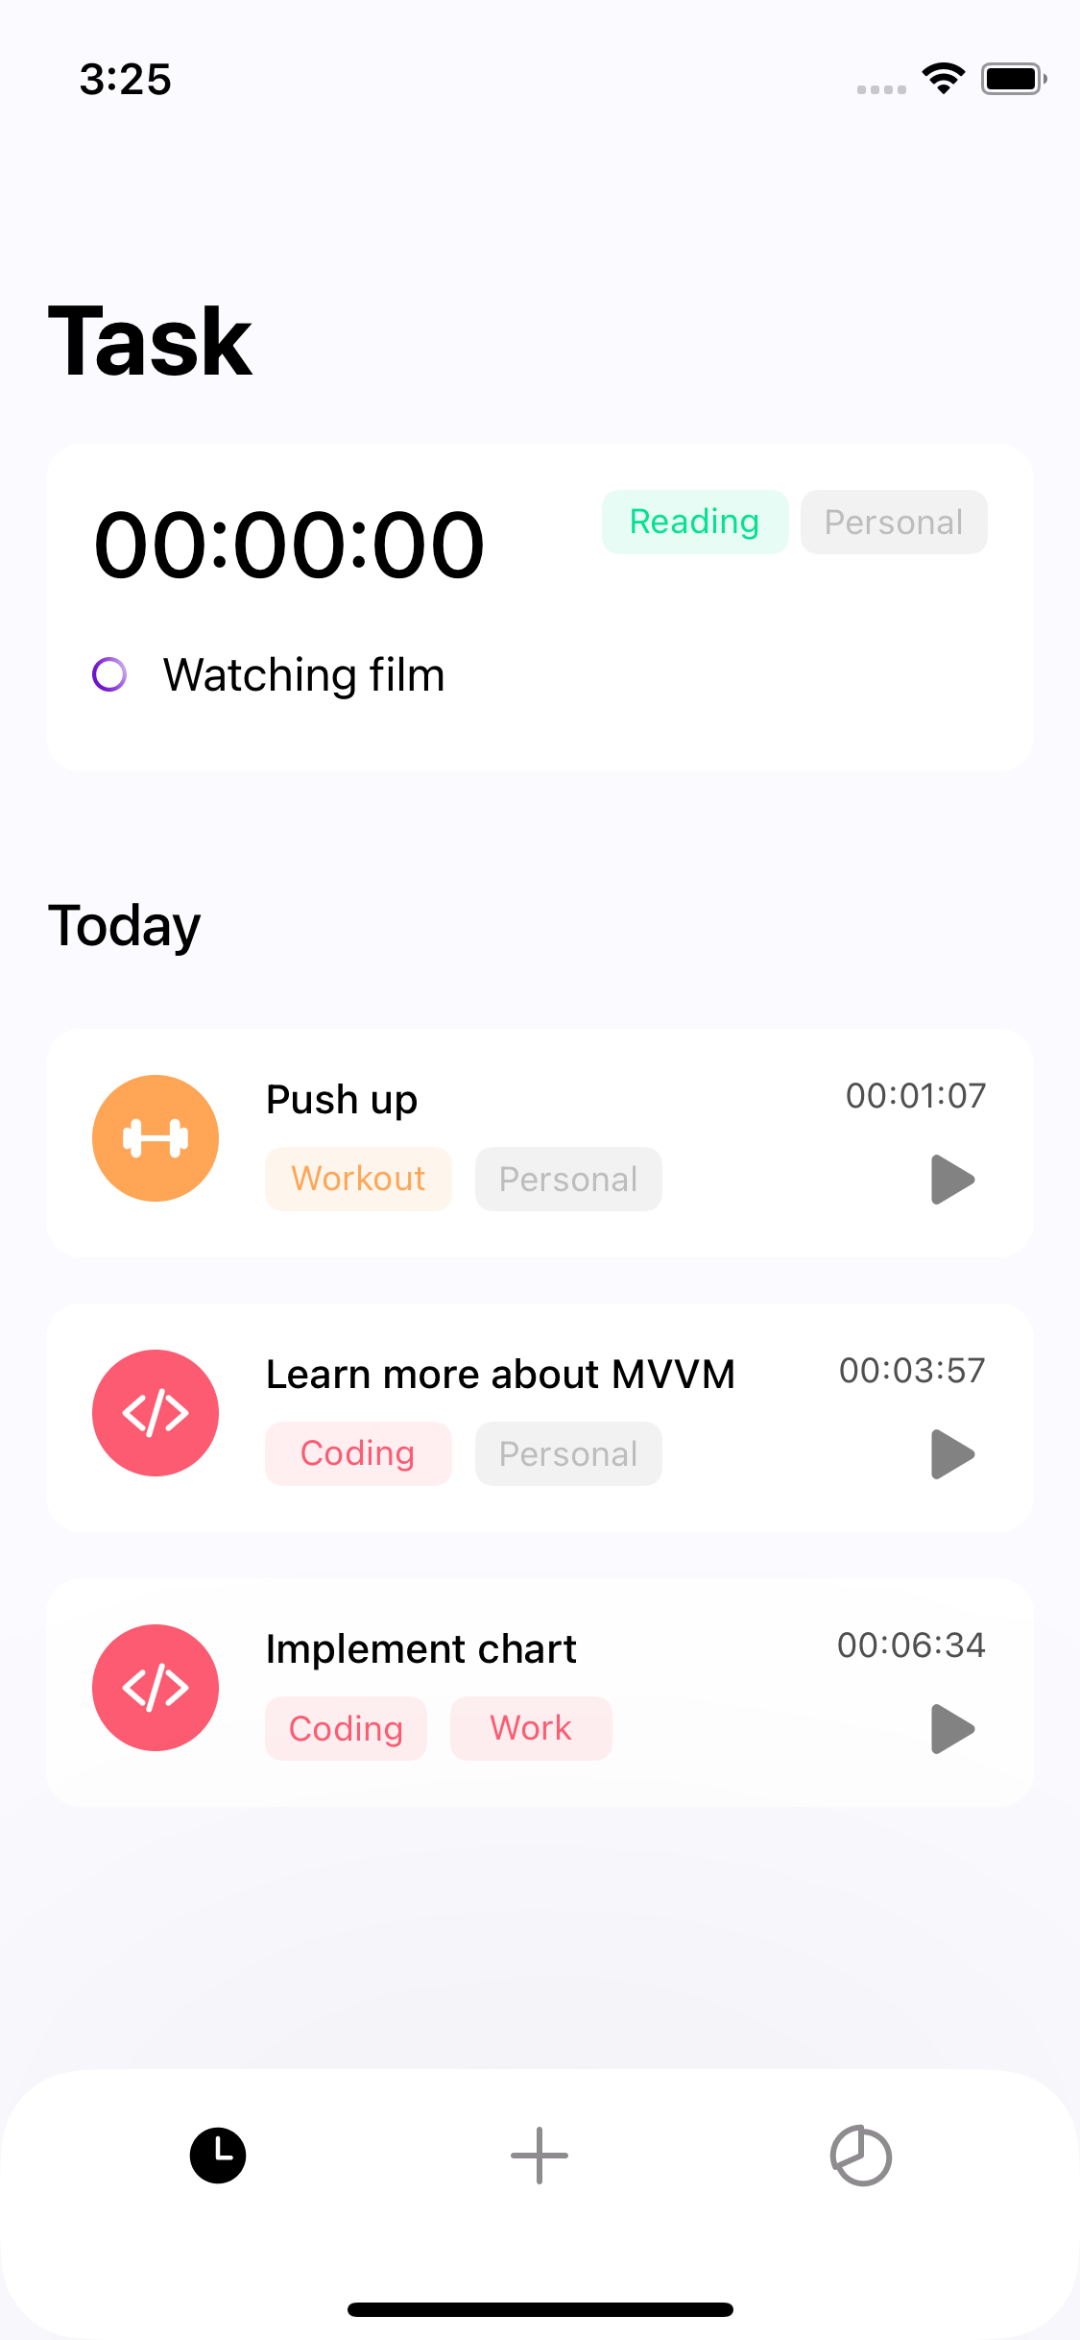 3:25
Task
00:00:00
Reading Personal
Watching film
Today
Push up 00:01:07
Workout Personal
Learn more about MVVM 00:03:57
Coding Personal
Implement chart 00:06:34
Coding Work